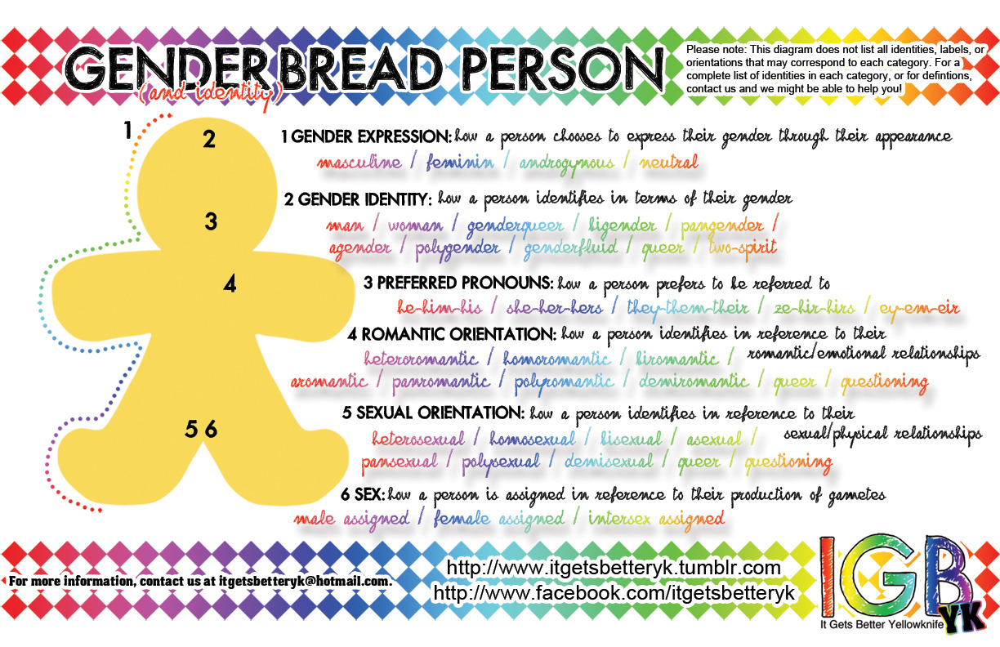 GENDERBREAD PERSON
(and identity)
Please note: This diagram does not list all identities, labels, or
orientations that may correspond to each category. For a
complete list of identities in each category, or for defintions,
contact us and we might be able to help you!
1
2
3
4
5 6
1 GENDER EXPRESSION: how a person chooses to express their gender through their appearance
masculine / feminin / androgynous / neutral
2 GENDER IDENTITY: how a person identifies in terms of their gender
man / woman / genderqueer / bigender / pangender /
agender / polygender / genderfluid / queer / two-spirit
3 PREFERRED PRONOUNS: how a person prefers to be referred to
he-him-his / she-her-hers / they-them-their / ze-hir-hirs / ey-em-eir
4 ROMANTIC ORIENTATION: how a person identifies in reference to their
romantic/emotional relationships
heteroromantic / homoromantic / biromantic /
aromantic / panromantic / polyromantic / demiromantic / queer / questioning
5 SEXUAL ORIENTATION: how a person identifies in reference to their
sexual/physical relationships
heterosexual / homosexual / bisexual / asexual /
pansexual / polysexual / demisexual / queer / questioning
6 SEX: how a person is assigned in reference to their production of gametes
male assigned / female assigned / intersex assigned
For more information, contact us at itgetsbetteryk@hotmail.com.
http://www.itgetsbetteryk.tumblr.com
http://www.facebook.com/itgetsbetteryk
IGB
It Gets Better Yellowknife
YK